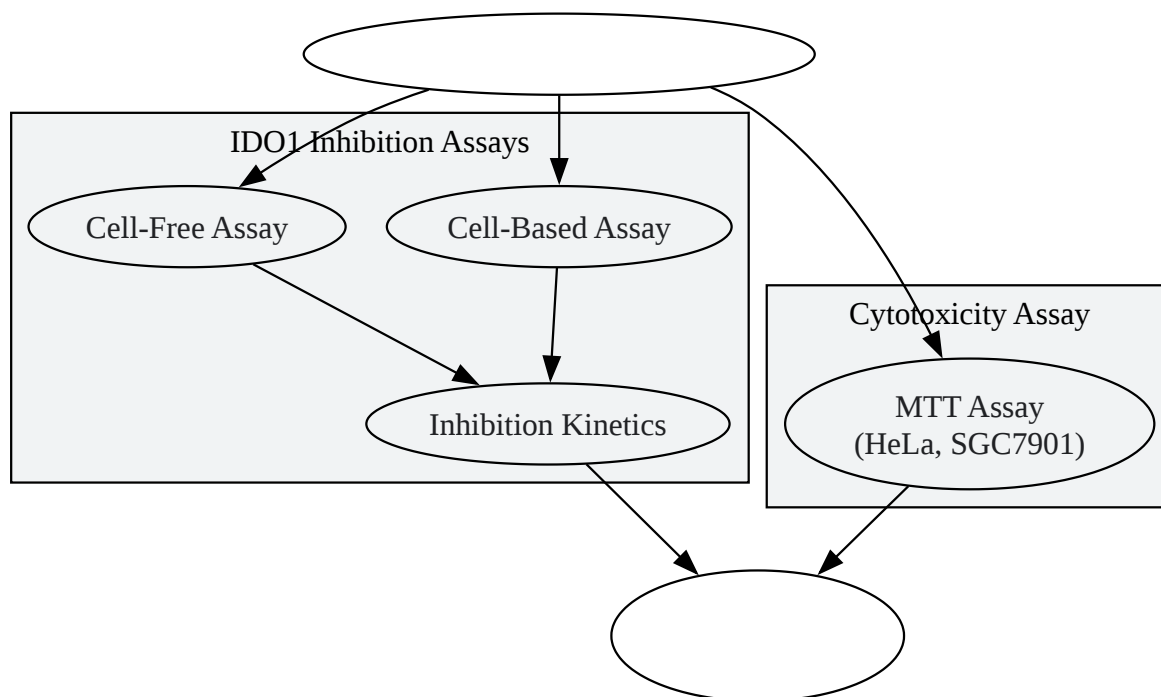 IDO1 Inhibition Assays
Cell-Free Assay
Cell-Based Assay
Cytotoxicity Assay
MTT Assay
(HeLa, SGC7901)
Inhibition Kinetics